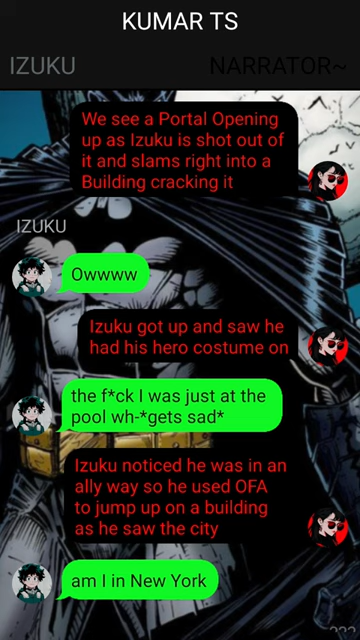 KUMAR TS
IZUKU
NARRATOR~
We see a Portal Opening
up as Izuku is shot out of
it and slams right into a
Building cracking it
IZUKU
Owwww
Izuku got up and saw he
had his hero costume on
the f*ck I was just at the
pool wh-*gets sad*
Izuku noticed he was in an
ally way so he used OFA
to jump up on a building
as he saw the city
am I in New York